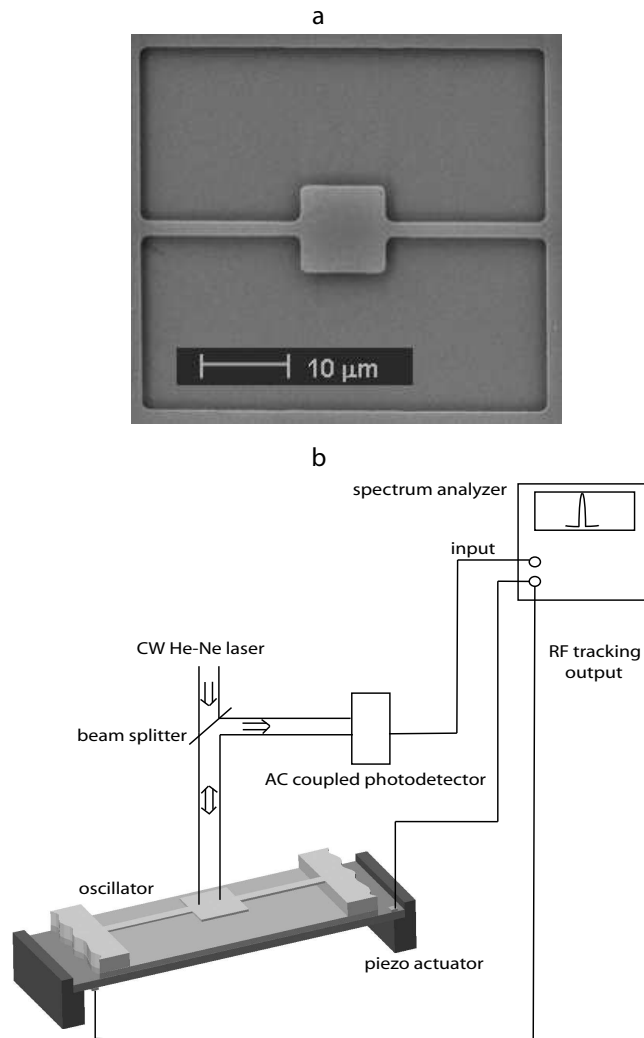 a
10 μm
b
spectrum analyzer
input
CW He-Ne laser
RF tracking
output
beam splitter
AC coupled photodetector
oscillator
piezo actuator